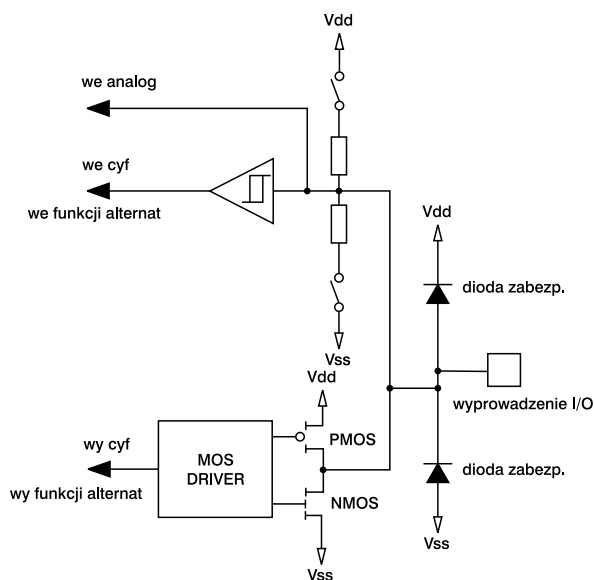 Vdd
we analog
we cyf
we funkcji alternat
Vdd
dioda zabezp.
Vss
Vdd
wyprowadzenie I/O
PMOS
wy cyf
MOS
DRIVER
dioda zabezp.
wy funkcji alternat
NMOS
Vss
Vss